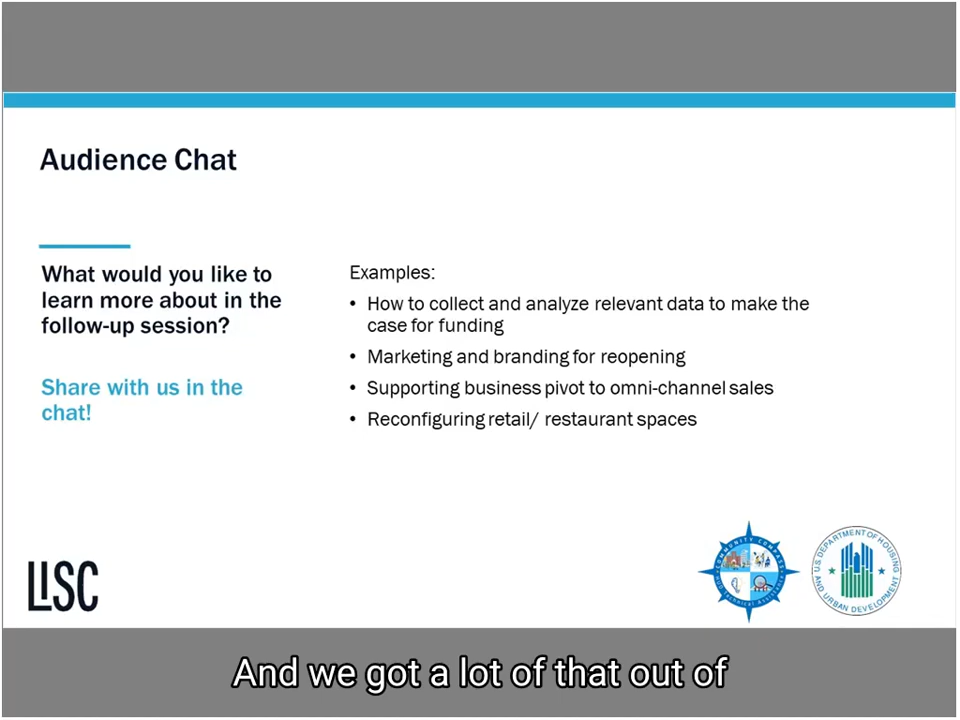 Audience Chat
What would you like to
learn more about in the
follow-up session?
Share with us in the
chat!
Examples:
• How to collect and analyze relevant data to make the
case for funding
• Marketing and branding for reopening
• Supporting business pivot to omni-channel sales
• Reconfiguring retail/ restaurant spaces
LISC
COMMUNITY COMPASS
U.S. DEPARTMENT OF HOUSING
AND URBAN DEVELOPMENT
And we got a lot of that out of